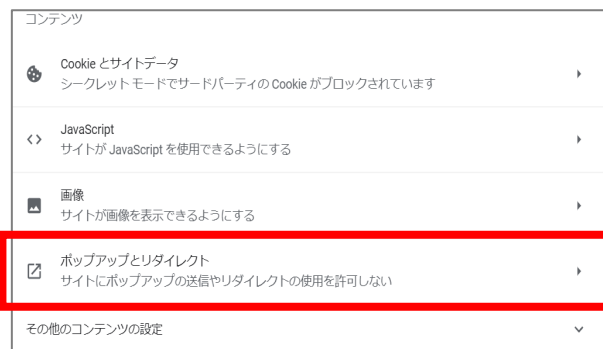 コンテンツ
Cookie とサイトデータ
シークレット モードでサードパーティの Cookie がブロックされています
JavaScript
サイトが JavaScript を使用できるようにする
画像
サイトが画像を表示できるようにする
ポップアップとリダイレクト
サイトにポップアップの送信やリダイレクトの使用を許可しない
その他のコンテンツの設定